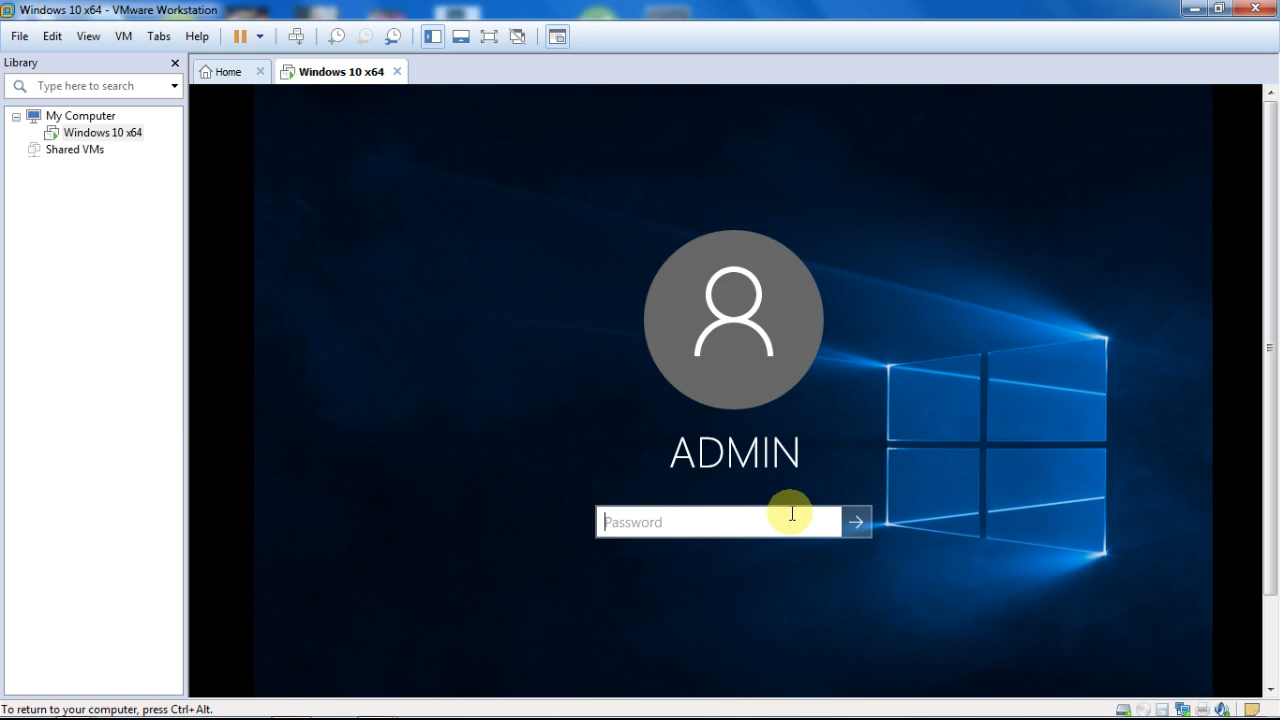 Windows 10 x64 - VMware Workstation
File Edit View VM Tabs Help
Library
Type here to search
My Computer
Windows 10 x64
Shared VMs
Home
Windows 10 x64
ADMIN
Password
To return to your computer, press Ctrl+Alt.